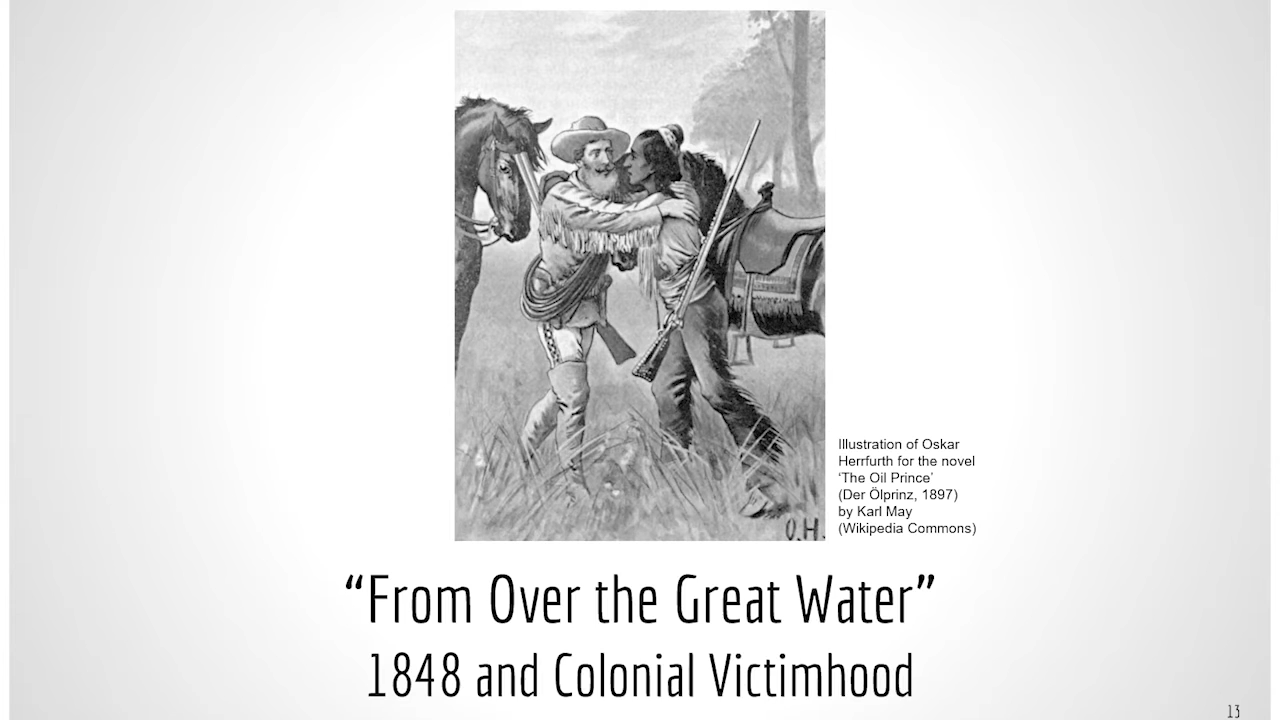 O.H.
Illustration of Oskar
Herrfurth for the novel
‘The Oil Prince’
(Der Ölprinz, 1897)
by Karl May
(Wikipedia Commons)
“From Over the Great Water”
1848 and Colonial Victimhood
13